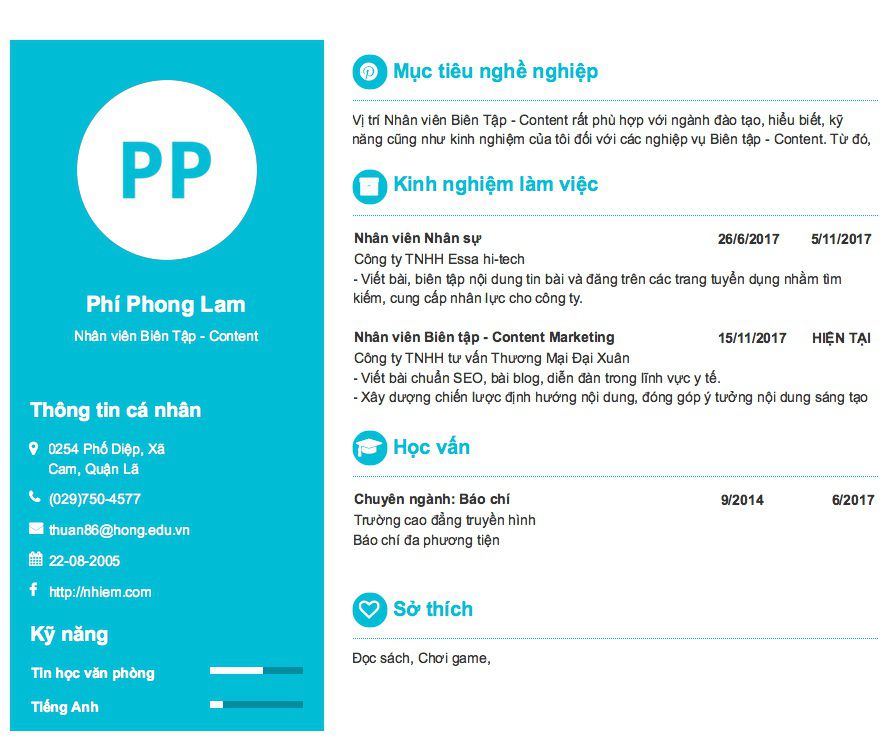 PP
Phí Phong Lam
Nhân viên Biên Tập - Content
Thông tin cá nhân
0254 Phố Diệp, Xã
Cam, Quận Lã
(029)750-4577
thuan86@hong.edu.vn
22-08-2005
http://nhiem.com
Kỹ năng
Tin học văn phòng
Tiếng Anh
Mục tiêu nghề nghiệp
Vị trí Nhân viên Biên Tập - Content rất phù hợp với ngành đào tạo, hiểu biết, kỹ
năng cũng như kinh nghiệm của tôi đối với các nghiệp vụ Biên tập - Content. Từ đó,
Kinh nghiệm làm việc
Nhân viên Nhân sự 26/6/2017 5/11/2017
Công ty TNHH Essa hi-tech
- Viết bài, biên tập nội dung tin bài và đăng trên các trang tuyển dụng nhằm tìm
kiếm, cung cấp nhân lực cho công ty.
Nhân viên Biên tập - Content Marketing 15/11/2017 HIỆN TẠI
Công ty TNHH tư vấn Thương Mại Đại Xuân
- Viết bài chuẩn SEO, bài blog, diễn đàn trong lĩnh vực y tế.
- Xây dượng chiến lược định hướng nội dung, đóng góp ý tưởng nội dung sáng tạo
Học vấn
Chuyên ngành: Báo chí 9/2014 6/2017
Trường cao đẳng truyền hình
Báo chí đa phương tiện
Sở thích
Đọc sách, Chơi game,